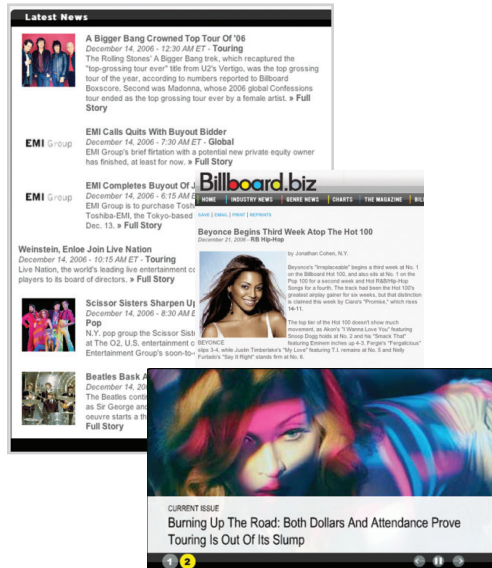 Latest News
A Bigger Bang Crowned Top Tour Of '06
December 14, 2006 - 12:30 AM ET - Touring
The Rolling Stones' A Bigger Bang trek, which recaptured the
"top-grossing tour ever" title from U2's Vertigo, was the top grossing
tour of the year, according to numbers reported to Billboard
Boxscore. Second was Madonna, whose 2006 global Confessions
tour ended as the top grossing tour ever by a female artist. » Full
Story
EMI Group
EMI Calls Quits With Buyout Bidder
December 14, 2006 - 7:30 AM ET - Global
EMI Group's brief flirtation with a potential new private equity owner
has finished, at least for now. » Full Story
EMI Group
EMI Completes Buyout Of J
December 14, 2006 - 6:15 AM E
EMI Group is to purchase Tosh
Toshiba-EMI, the Tokyo-based
Dec. 13. » Full Story
Weinstein, Enloe Join Live Nation
December 14, 2006 - 10:15 AM ET - Touring
Live Nation, the world's leading live entertainment co
players to its board of directors. » Full Story
Scissor Sisters Sharpen U
December 14, 2006 - 8:30 AM E
Pop
N.Y. pop group the Scissor Sist
at The O2, U.S. entertainment c
Entertainment Group's soon-to-
Beatles Bask A
December 14, 20
The Beatles conti
as Sir George and
oeuvre starts a th
Full Story
Billboard.biz
HOME INDUSTRY NEWS GENRE NEWS CHARTS THE MAGAZINE BIL
SAVE | EMAIL | PRINT | REPRINTS
Beyonce Begins Third Week Atop The Hot 100
December 21, 2006 - RB Hip-Hop
by Jonathan Cohen, N.Y.
Beyonce's "Irreplaceable" begins a third week at No. 1
on the Billboard Hot 100, and also sits at No. 1 on the
Pop 100 for a second week and Hot R&B/Hip-Hop
Songs for a fourth. The track had been the Hot 100's
greatest airplay gainer for six weeks, but that distinction
is claimed this week by Ciara's "Promise," which rises
14-11.
The top tier of the Hot 100 doesn't show much
movement, as Akon's "I Wanna Love You" featuring
Snoop Dogg holds at No. 2 and his "Smack That"
BEYONCE
featuring Eminem inches up 4-3. Fergie's "Fergalicious"
slips 3-4, while Justin Timberlake's "My Love" featuring T.I. remains at No. 5 and Nelly
Furtado's "Say It Right" stands firm at No. 6.
CURRENT ISSUE
Burning Up The Road: Both Dollars And Attendance Prove
Touring Is Out Of Its Slump
1 2